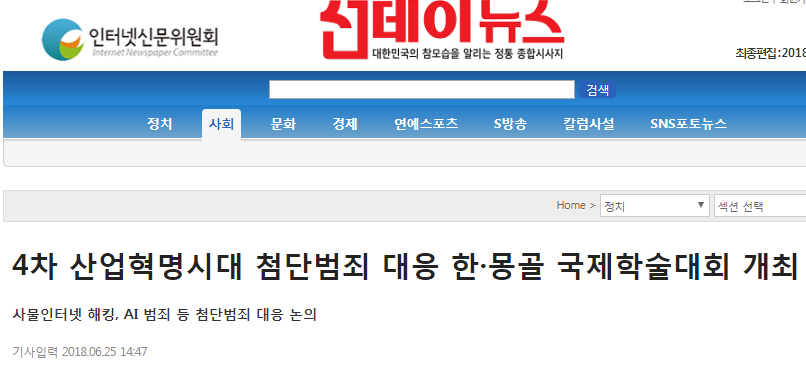 인터넷신문위원회
Internet Newspaper Committee
선데이뉴스
대한민국의 참모습을 알리는 정통 종합시사지
최종편집:2018
검색
정치 사회 문화 경제 연예스포츠 S방송 칼럼사설 SNS포토뉴스
Home > 정치 ▼ 섹션 선택
4차 산업혁명시대 첨단범죄 대응 한·몽골 국제학술대회 개최
사물인터넷 해킹, AI 범죄 등 첨단범죄 대응 논의
기사입력 2018.06.25 14:47